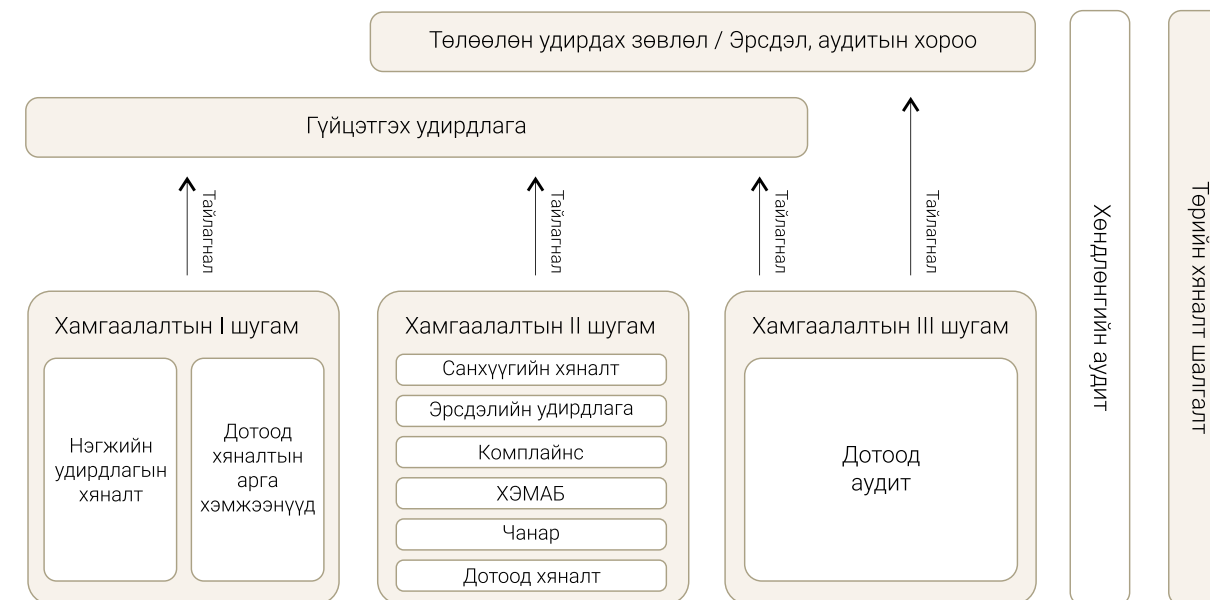 Төлөөлөн удирдах зөвлөл / Эрсдэл, аудитын хороо
Гүйцэтгэх удирдлага
Тайлагнал
Тайлагнал
Тайлагнал
Тайлагнал
Хамгаалалтын I шугам
Нэгжийн
удирдлагын
хяналт
Дотоод
хяналтын
арга
хэмжээнүүд
Хамгаалалтын II шугам
Санхүүгийн хяналт
Эрсдэлийн удирдлага
Комплайнс
ХЭМАБ
Чанар
Дотоод хяналт
Хамгаалалтын III шугам
Дотоод
аудит
Хөндлөнгийн аудит
Төрийн хяналт шалгалт